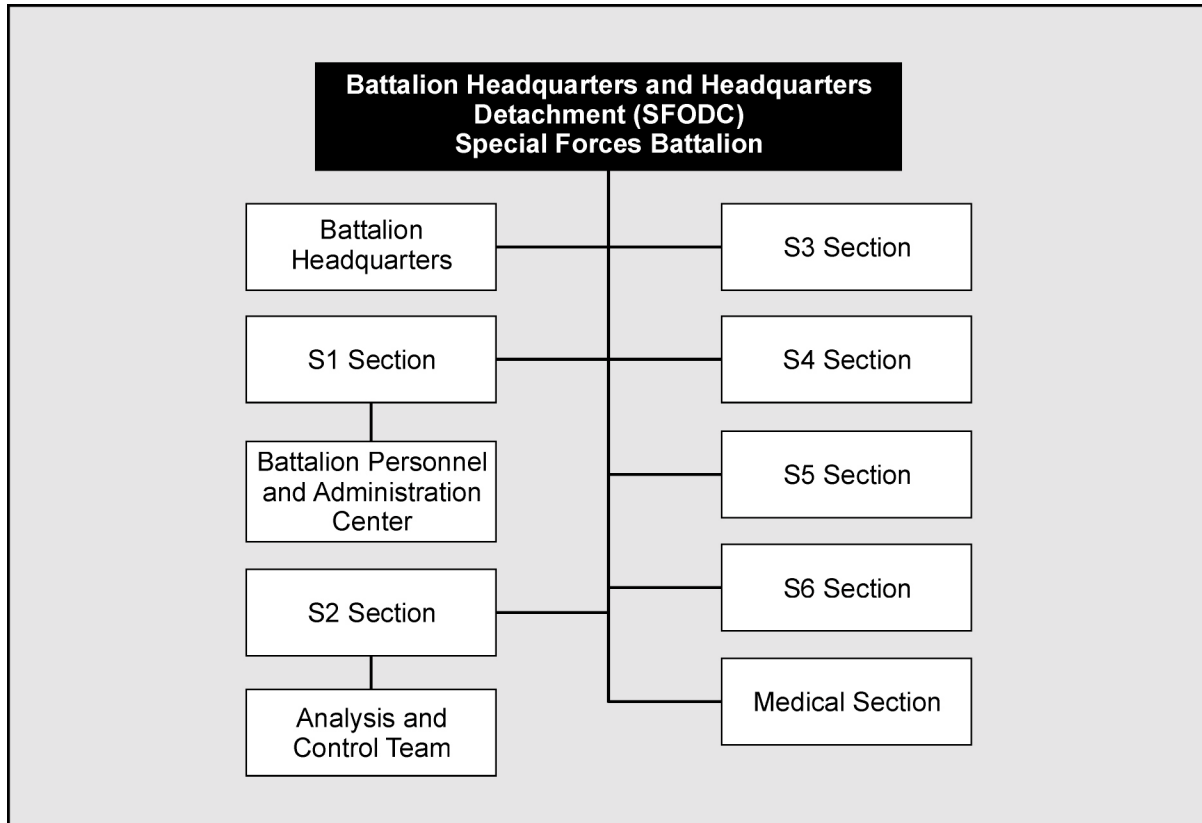 Battalion Headquarters and Headquarters
Detachment (SFODC)
Special Forces Battalion
Battalion
Headquarters
S1 Section
Battalion Personnel
and Administration
Center
S2 Section
Analysis and
Control Team
S3 Section
S4 Section
S5 Section
S6 Section
Medical Section